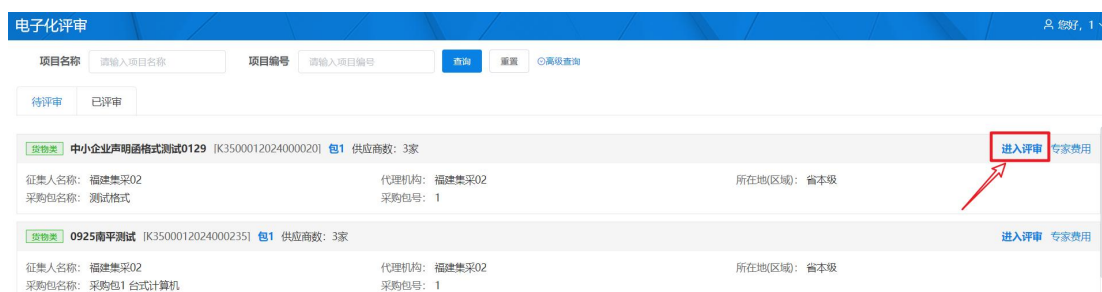 电子化评审 您好, 1
项目名称 请输入项目名称 项目编号 请输入项目编号 查询 重置 高级查询
待评审 已评审
货物类 中小企业声明函格式测试0129 [K3500012024000020] 包1 供应商数: 3家 进入评审 专家费用
征集人名称: 福建集采02 代理机构: 福建集采02 所在地(区域): 省本级
采购包名称: 测试格式 采购包号: 1
货物类 0925南平测试 [K3500012024000235] 包1 供应商数: 3家 进入评审 专家费用
征集人名称: 福建集采02 代理机构: 福建集采02 所在地(区域): 省本级
采购包名称: 采购包1 台式计算机 采购包号: 1